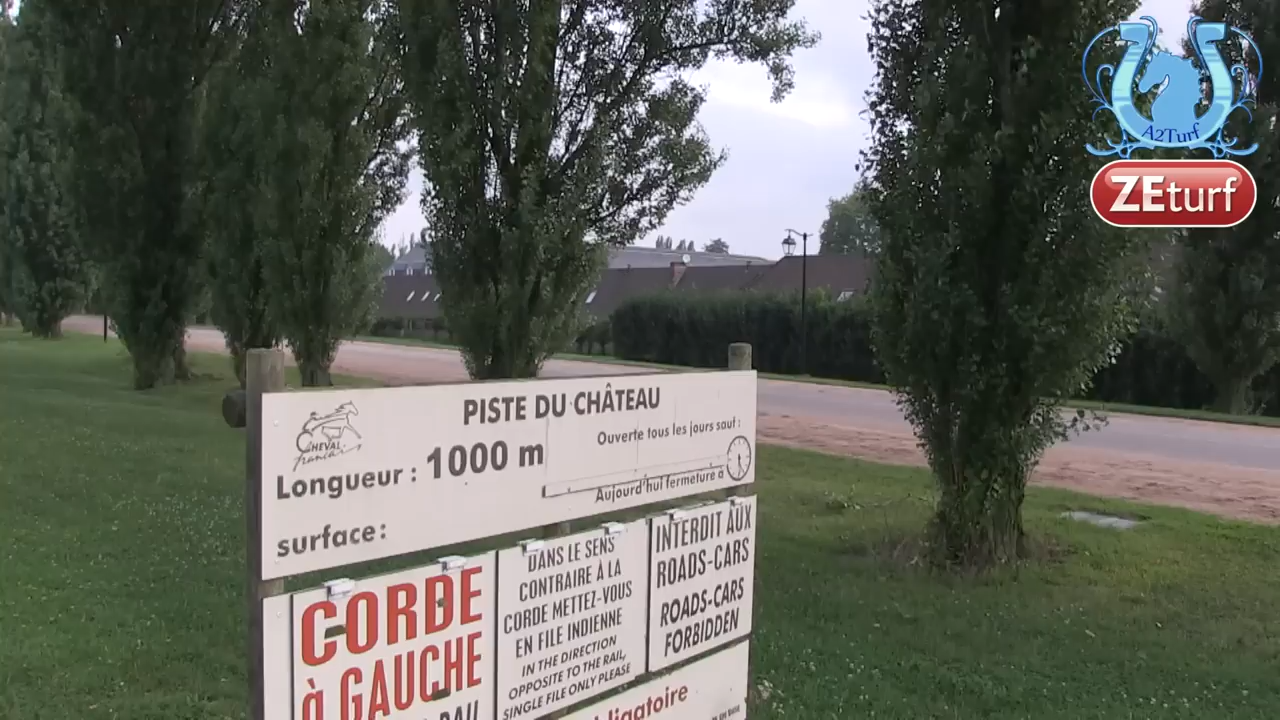 A2Turf
ZEturf
PISTE DU CHÂTEAU
CHEVAL
français
Longueur : 1000 m
Ouverte tous les jours sauf :
Aujourd'hui fermeture à
surface :
CORDE
à GAUCHE
DANS LE SENS
CONTRAIRE À LA
CORDE METTEZ-VOUS
EN FILE INDIENNE
IN THE DIRECTION
OPPOSITE TO THE RAIL,
SINGLE FILE ONLY PLEASE
INTERDIT AUX
ROADS-CARS
ROADS-CARS
FORBIDDEN